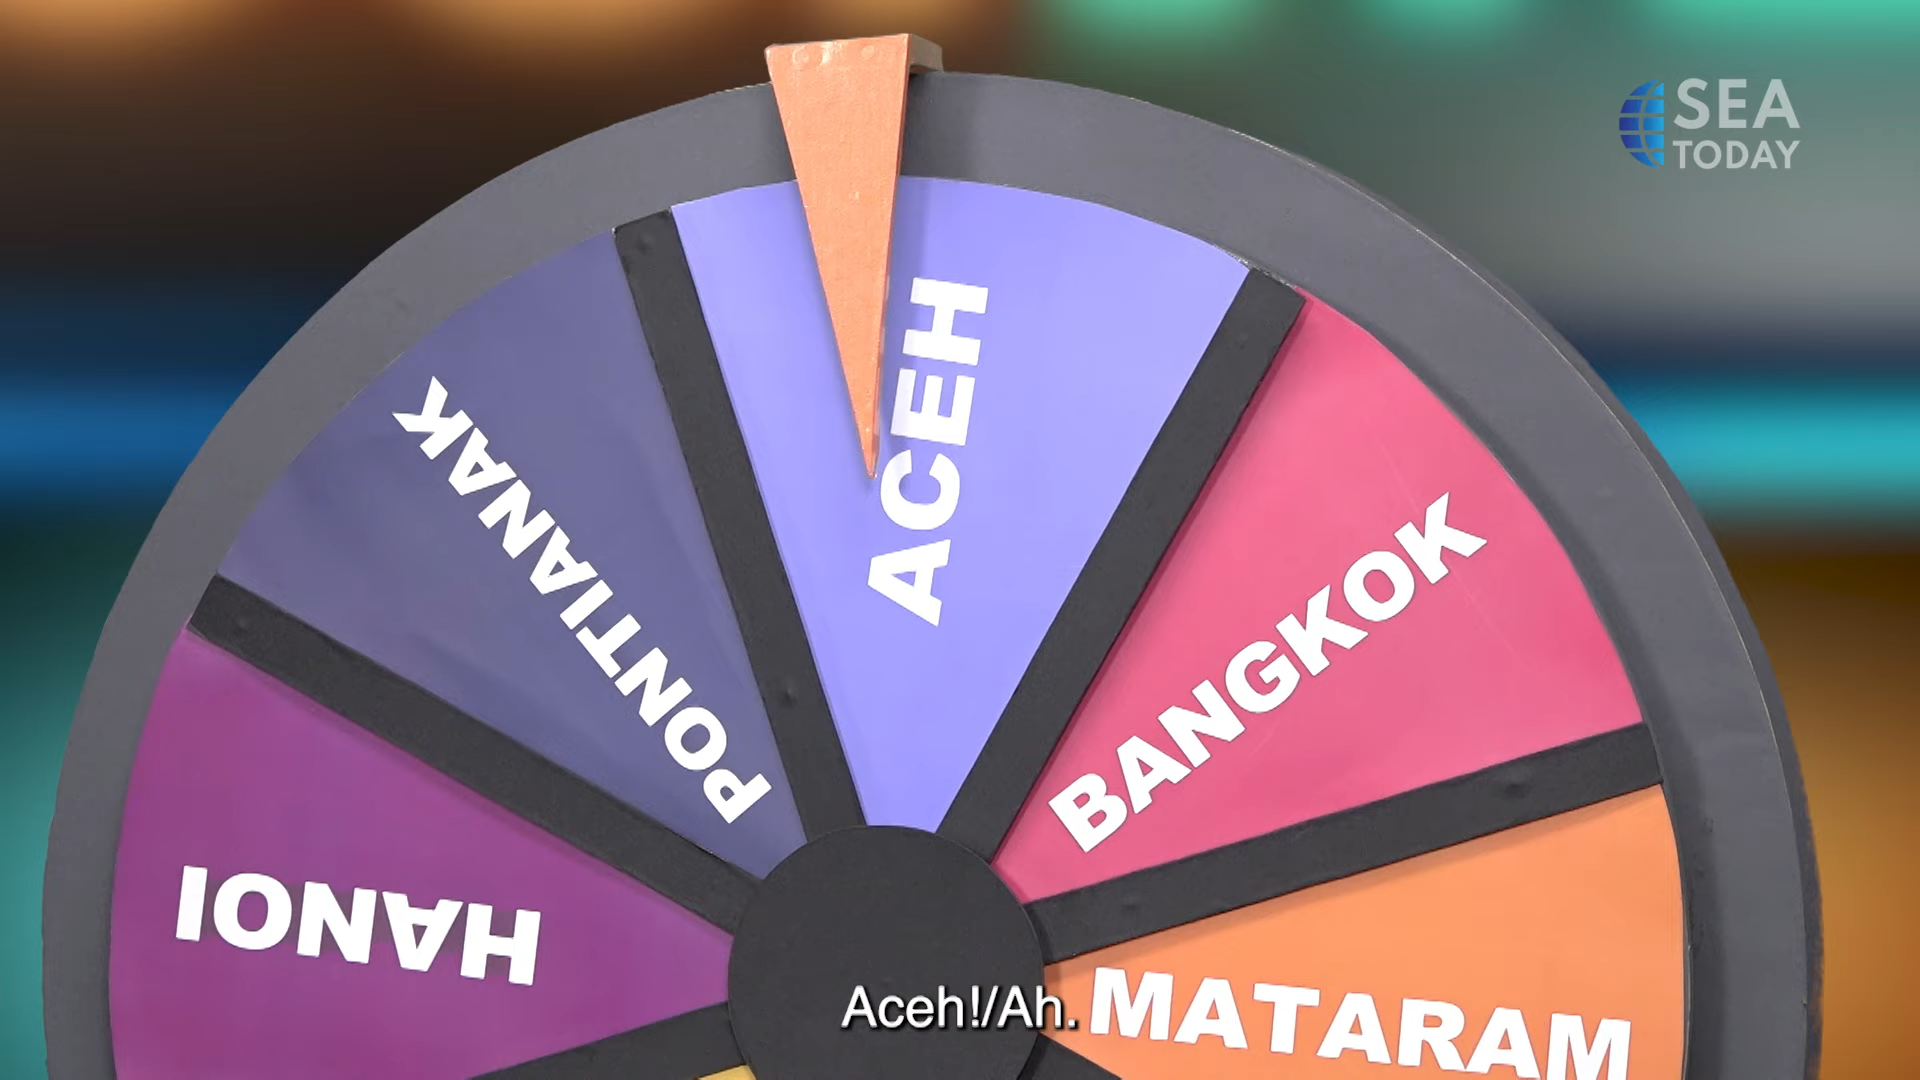 SEA
TODAY
ACEH
PONTIANAK
BANGKOK
HANOI
MATARAM
Aceh!/Ah.